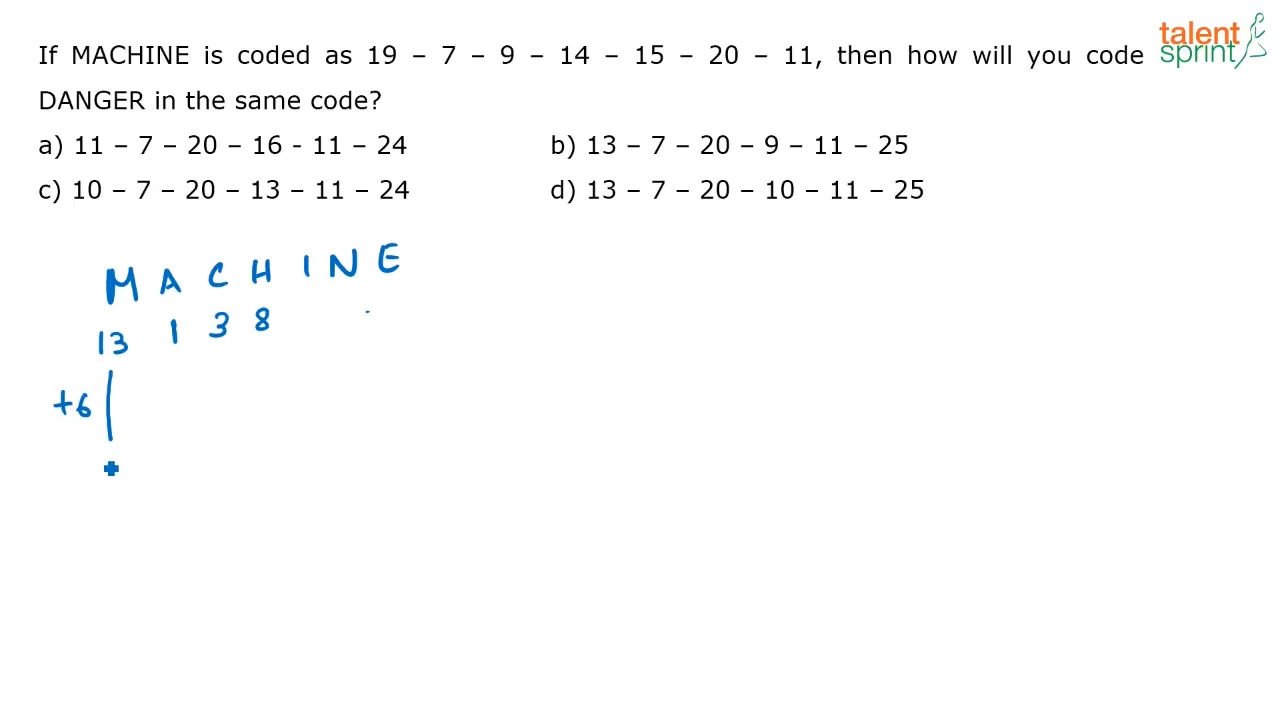 talent
sprint
If MACHINE is coded as 19 – 7 – 9 – 14 – 15 – 20 – 11, then how will you code
DANGER in the same code?
a) 11 – 7 – 20 – 16 - 11 – 24 b) 13 – 7 – 20 – 9 – 11 – 25
c) 10 – 7 – 20 – 13 – 11 – 24 d) 13 – 7 – 20 – 10 – 11 – 25
M A C H I N E
13 1 3 8
+6